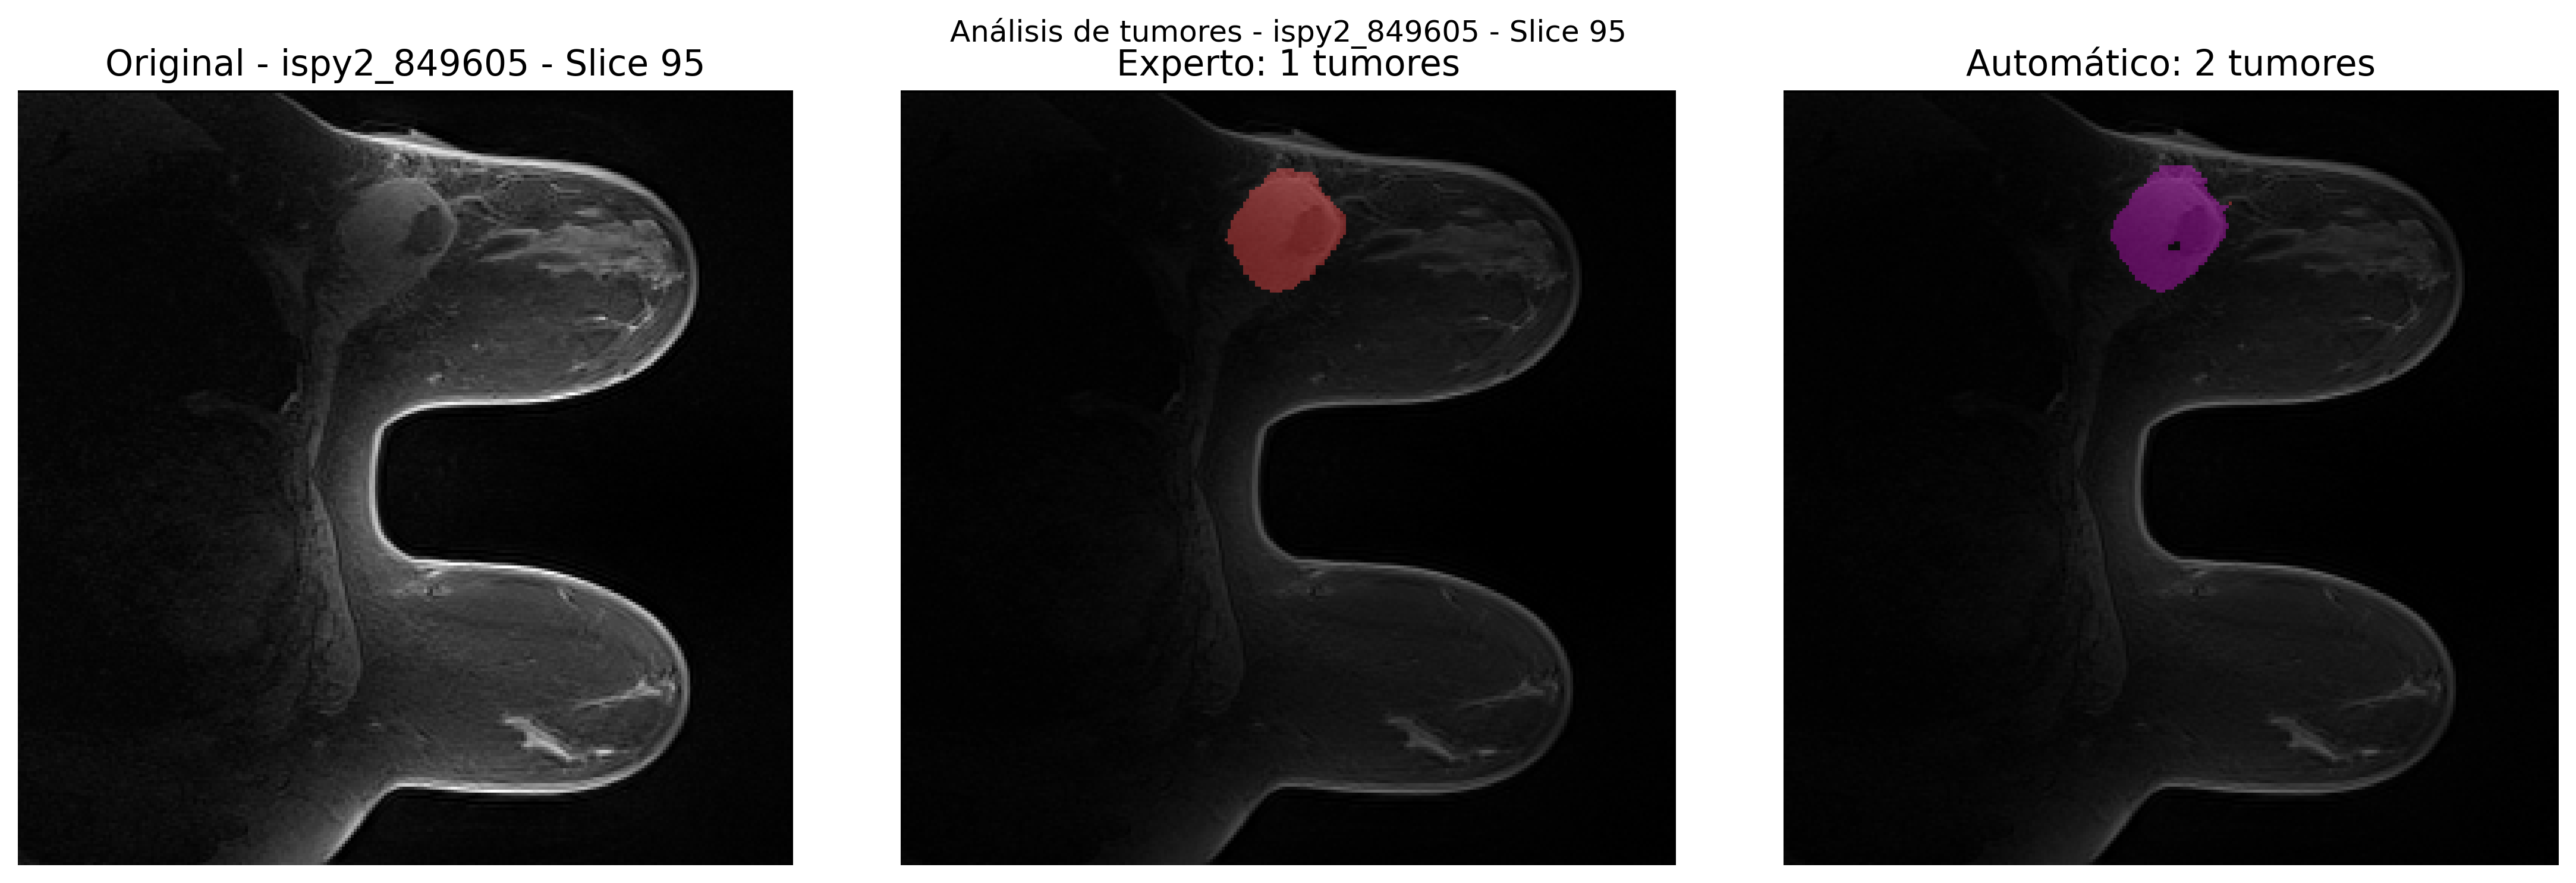 Análisis de tumores - ispy2_849605 - Slice 95
Original - ispy2_849605 - Slice 95
Experto: 1 tumores
Automático: 2 tumores